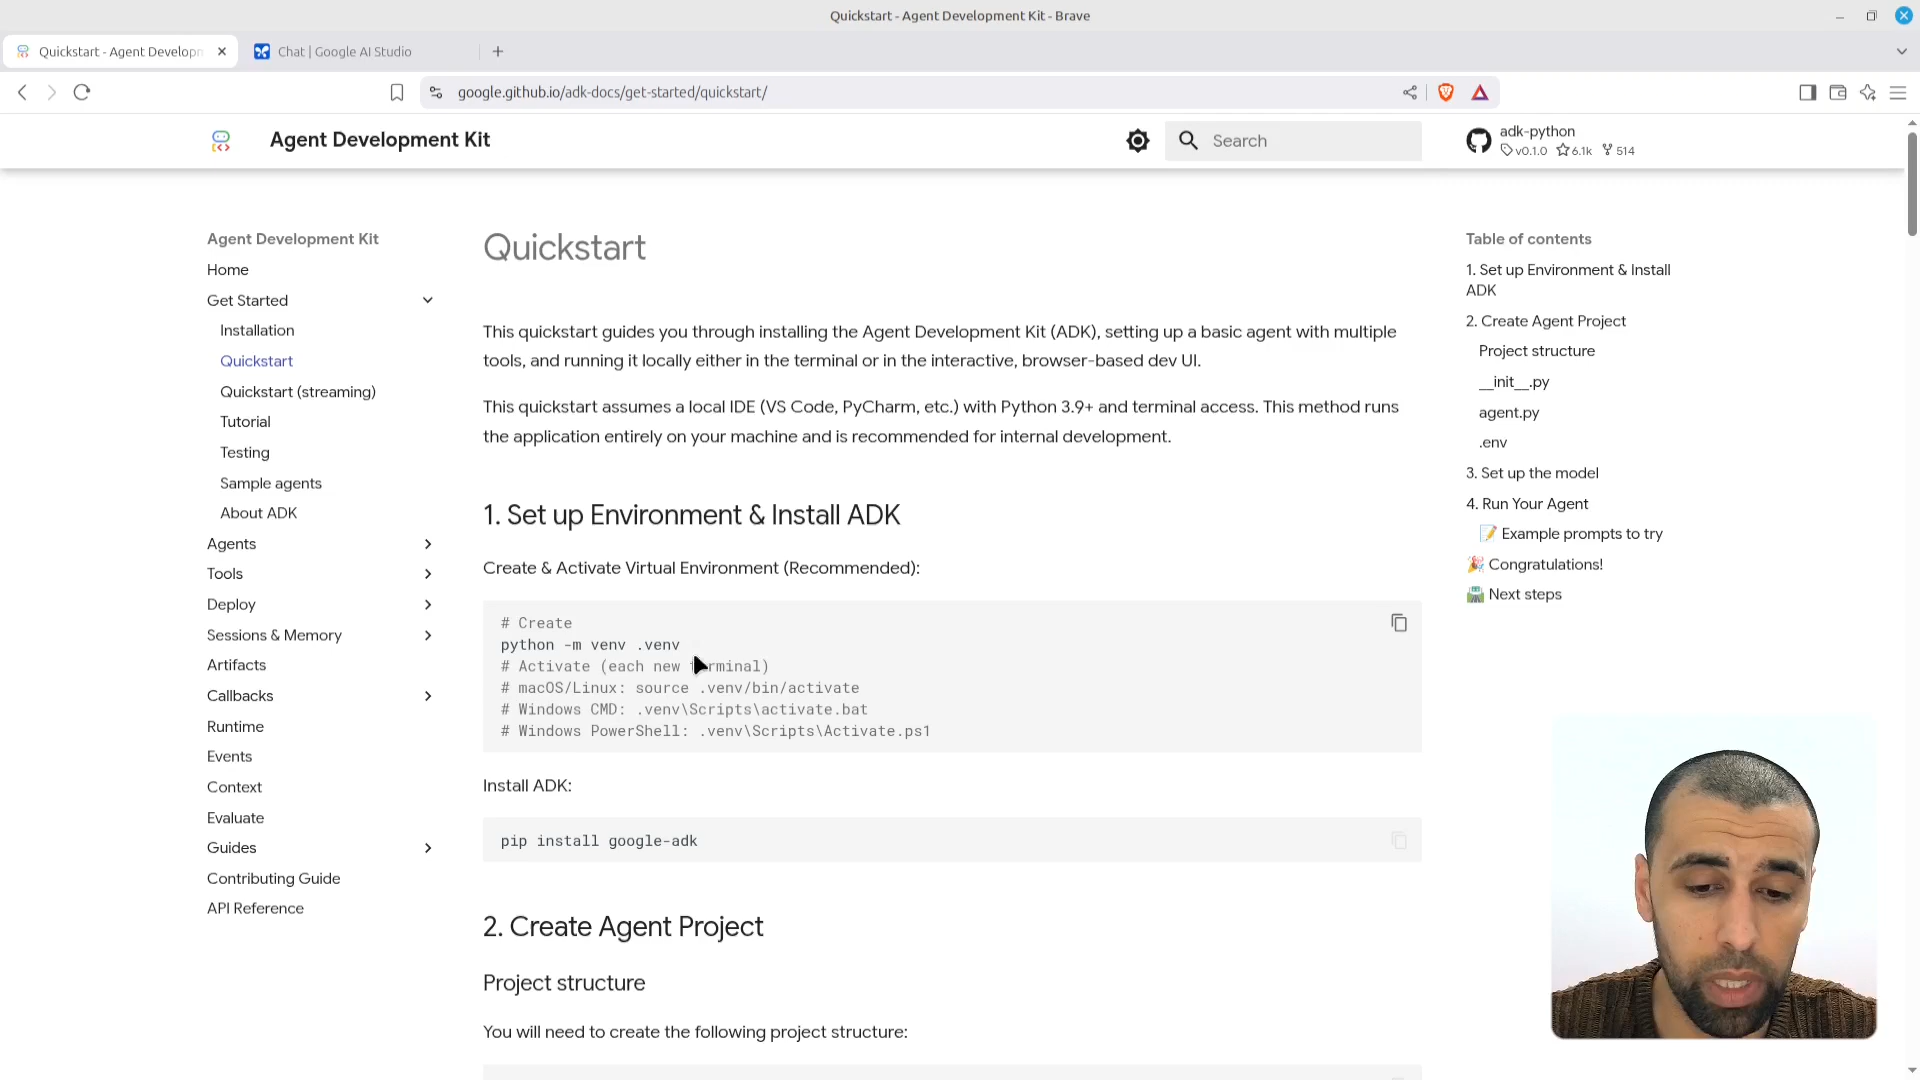 Quickstart - Agent Development Kit - Brave
Quickstart - Agent Developm
Chat | Google AI Studio
google.github.io/adk-docs/get-started/quickstart/
Agent Development Kit
Search
adk-python
v0.1.0 6.1k 514
Agent Development Kit
Home
Get Started
Installation
Quickstart
Quickstart (streaming)
Tutorial
Testing
Sample agents
About ADK
Agents
Tools
Deploy
Sessions & Memory
Artifacts
Callbacks
Runtime
Events
Context
Evaluate
Guides
Contributing Guide
API Reference
Quickstart
This quickstart guides you through installing the Agent Development Kit (ADK), setting up a basic agent with multiple
tools, and running it locally either in the terminal or in the interactive, browser-based dev UI.
This quickstart assumes a local IDE (VS Code, PyCharm, etc.) with Python 3.9+ and terminal access. This method runs
the application entirely on your machine and is recommended for internal development.
1. Set up Environment & Install ADK
Create & Activate Virtual Environment (Recommended):
# Create
python -m venv .venv
# Activate (each new terminal)
# macOS/Linux: source .venv/bin/activate
# Windows CMD: .venv\Scripts\activate.bat
# Windows PowerShell: .venv\Scripts\Activate.ps1
Install ADK:
pip install google-adk
2. Create Agent Project
Project structure
You will need to create the following project structure:
Table of contents
1. Set up Environment & Install
ADK
2. Create Agent Project
Project structure
__init__.py
agent.py
.env
3. Set up the model
4. Run Your Agent
📝 Example prompts to try
🎉 Congratulations!
🛣️ Next steps